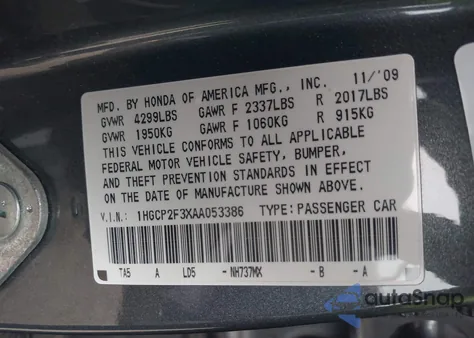 MFD. BY HONDA OF AMERICA MFG., INC. 11/'09
GVWR 4299LBS GAWR F 2337LBS R 2017LBS
GVWR 1950KG GAWR F 1060KG R 915KG
THIS VEHICLE CONFORMS TO ALL APPLICABLE
FEDERAL MOTOR VEHICLE SAFETY, BUMPER,
AND THEFT PREVENTION STANDARDS IN EFFECT
ON THE DATE OF MANUFACTURE SHOWN ABOVE.
V.I.N.: 1HGCP2F3XAA053386 TYPE: PASSENGER CAR
TA5 A LD5 -NH737MX -B -A
autoSnap